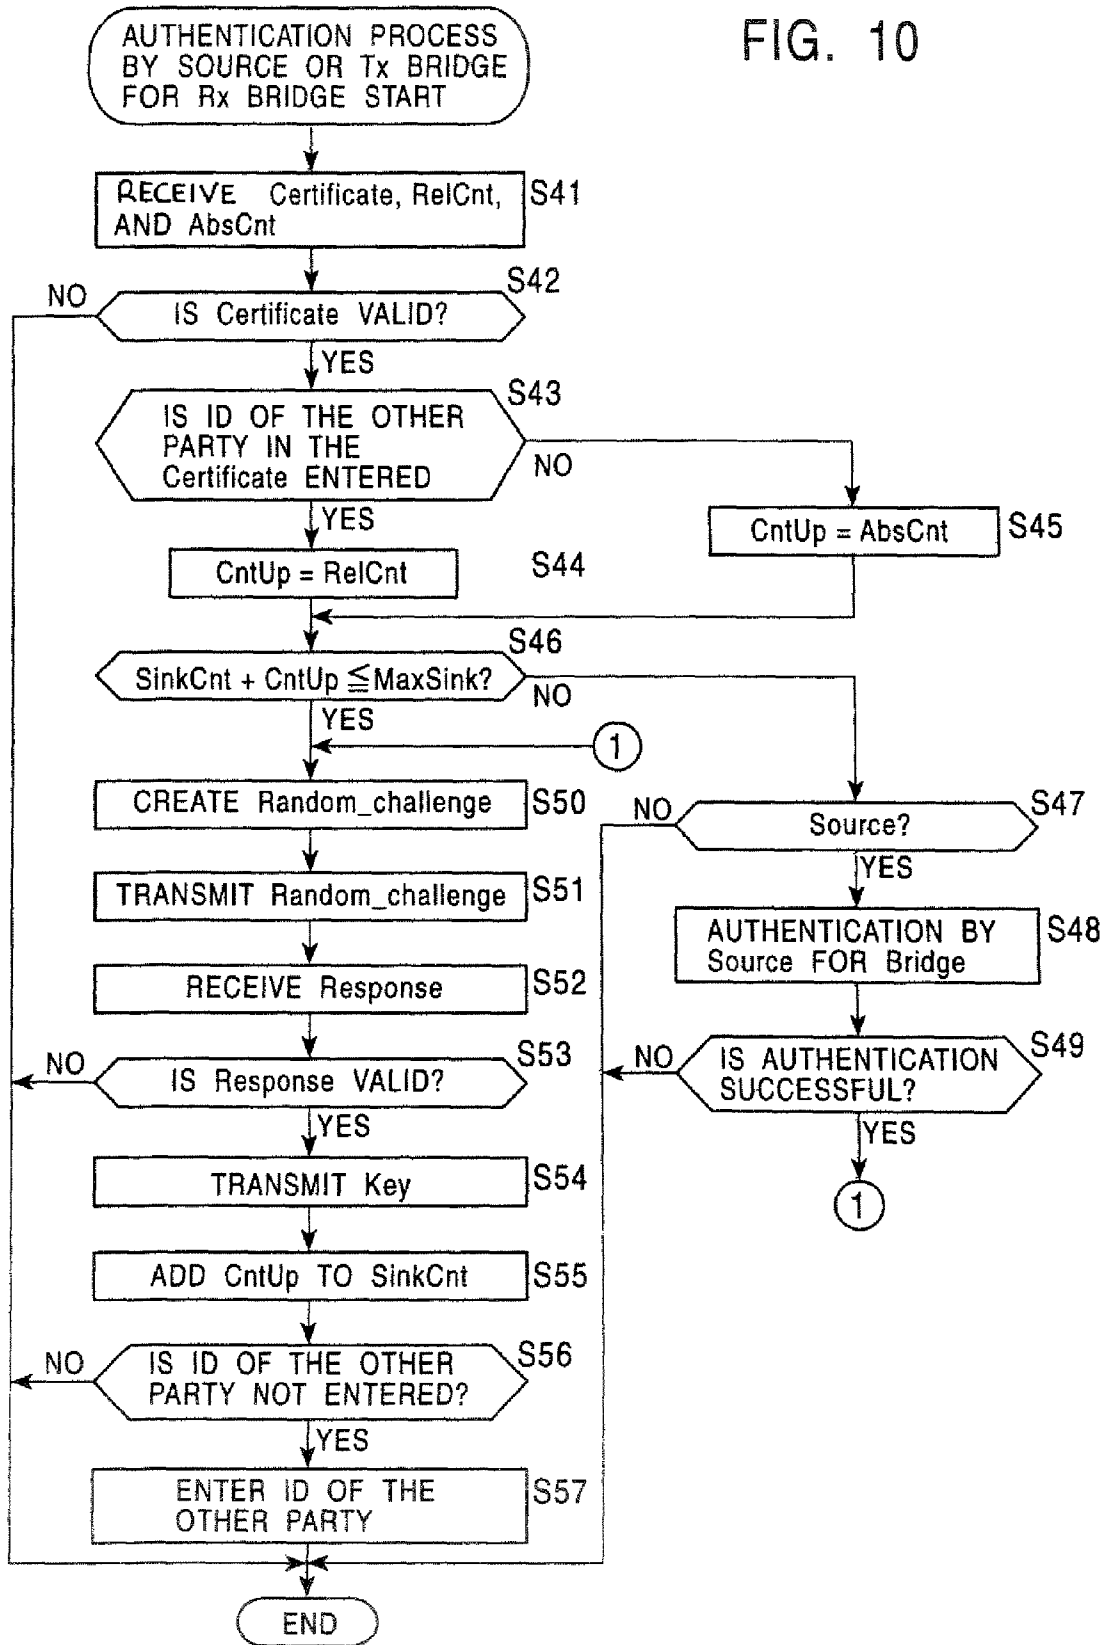 FIG. 10
AUTHENTICATION PROCESS
BY SOURCE OR Tx BRIDGE
FOR Rx BRIDGE START
RECEIVE Certificate, RelCnt,
AND AbsCnt
S41
S42
NO
IS Certificate VALID?
YES
S43
IS ID OF THE OTHER
PARTY IN THE
Certificate ENTERED
NO
YES
CntUp = AbsCnt
S45
CntUp = RelCnt
S44
S46
SinkCnt + CntUp ≦MaxSink?
NO
YES
1
CREATE Random_challenge
S50
S47
NO
Source?
YES
TRANSMIT Random_challenge
S51
AUTHENTICATION BY
Source FOR Bridge
S48
RECEIVE Response
S52
S53
NO
IS Response VALID?
YES
S49
NO
IS AUTHENTICATION
SUCCESSFUL?
YES
1
TRANSMIT Key
S54
ADD CntUp TO SinkCnt
S55
S56
NO
IS ID OF THE OTHER
PARTY NOT ENTERED?
YES
ENTER ID OF THE
OTHER PARTY
S57
END